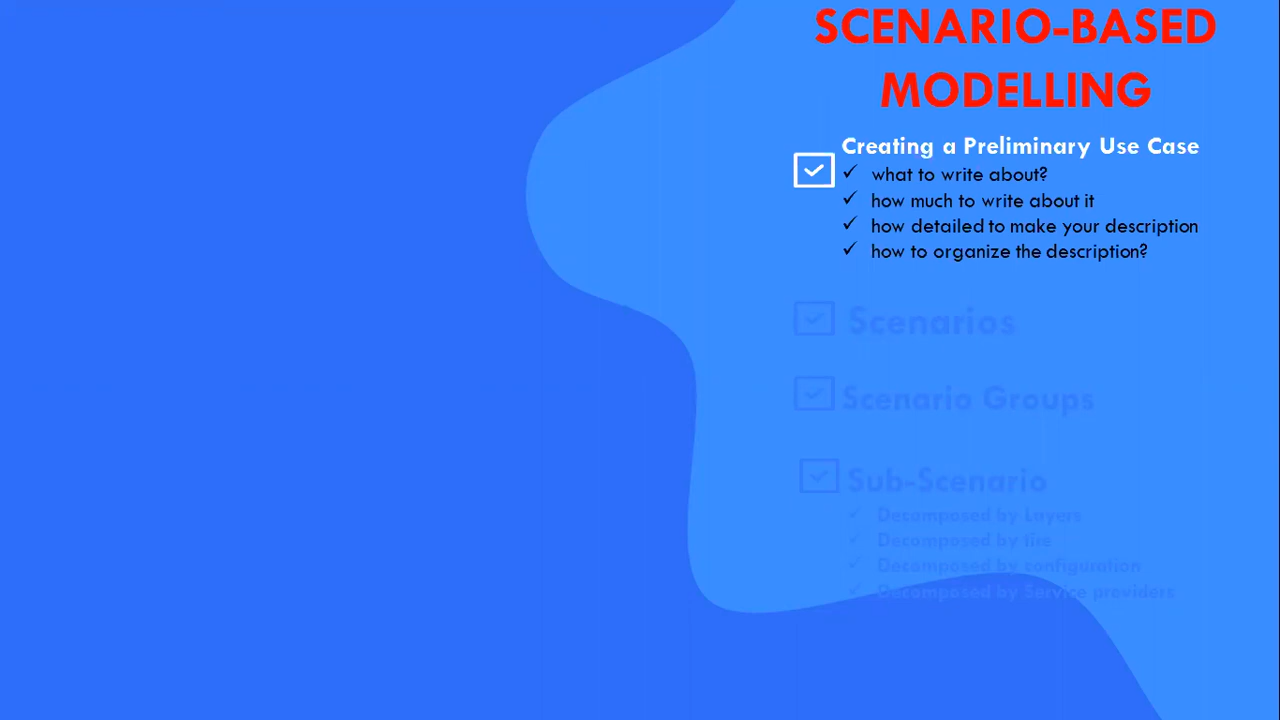 SCENARIO-BASED
MODELLING
Creating a Preliminary Use Case
what to write about?
how much to write about it
how detailed to make your description
how to organize the description?
Scenarios
Scenario Groups
Sub-Scenario
Decomposed by Layers
Decomposed by tire
Decomposed by configuration
Decomposed by Service providers